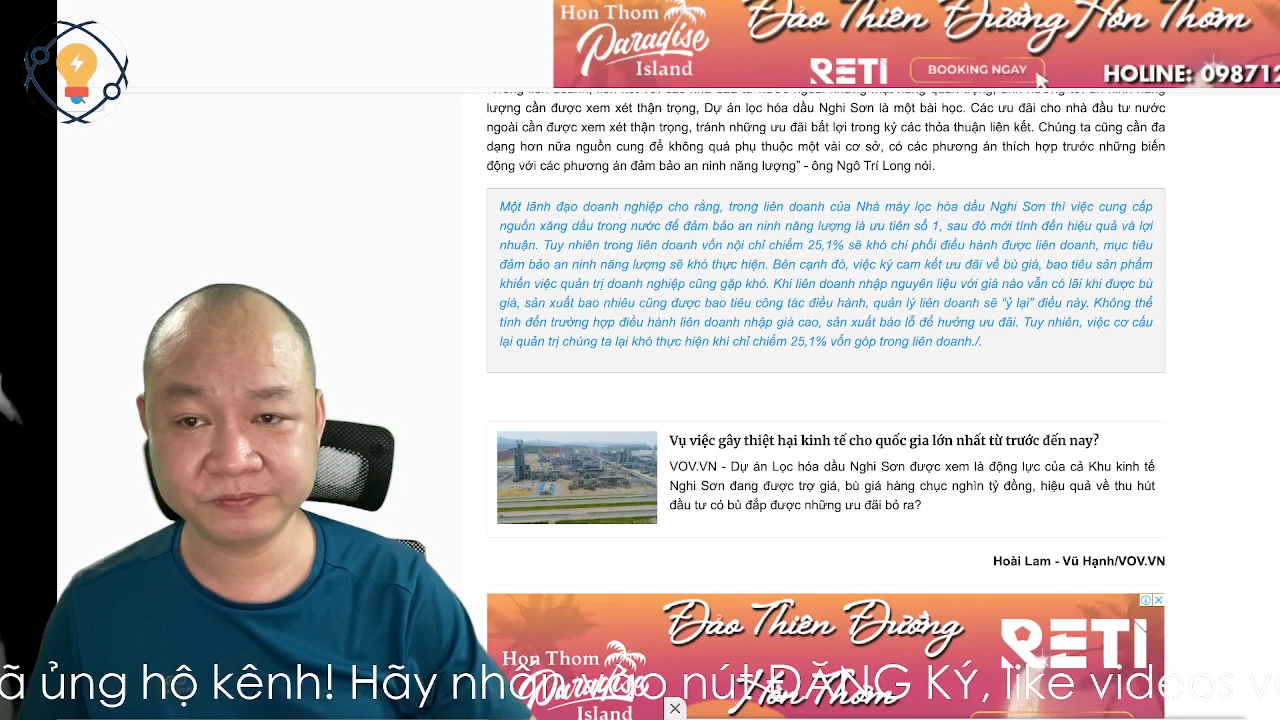 Hon Thom
Paradise
Island
Đảo Thiên Đường Hòn Thơm
RETI
BOOKING NGAY
HOLINE: 098712
lượng cần được xem xét thận trọng, Dự án lọc hóa dầu Nghi Sơn là một bài học. Các ưu đãi cho nhà đầu tư nước
ngoài cần được xem xét thận trọng, tránh những ưu đãi bất lợi trong ký các thỏa thuận liên kết. Chúng ta cũng cần đa
dạng hơn nữa nguồn cung để không quá phụ thuộc một vài cơ sở, có các phương án thích hợp trước những biến
động với các phương án đảm bảo an ninh năng lượng” - ông Ngô Trí Long nói.
Một lãnh đạo doanh nghiệp cho rằng, trong liên doanh của Nhà máy lọc hóa dầu Nghi Sơn thì việc cung cấp
nguồn xăng dầu trong nước để đảm bảo an ninh năng lượng là ưu tiên số 1, sau đó mới tính đến hiệu quả và lợi
nhuận. Tuy nhiên trong liên doanh vốn nội chỉ chiếm 25,1% sẽ khó chi phối điều hành được liên doanh, mục tiêu
đảm bảo an ninh năng lượng sẽ khó thực hiện. Bên cạnh đó, việc ký cam kết ưu đãi về bù giá, bao tiêu sản phẩm
khiến việc quản trị doanh nghiệp cũng gặp khó. Khi liên doanh nhập nguyên liệu với giá nào vẫn có lãi khi được bù
giá, sản xuất bao nhiêu cũng được bao tiêu công tác điều hành, quản lý liên doanh sẽ “ỷ lại” điều này. Không thể
tính đến trường hợp điều hành liên doanh nhập giá cao, sản xuất báo lỗ để hưởng ưu đãi. Tuy nhiên, việc cơ cấu
lại quản trị chúng ta lại khó thực hiện khi chỉ chiếm 25,1% vốn góp trong liên doanh./.
Vụ việc gây thiệt hại kinh tế cho quốc gia lớn nhất từ trước đến nay?
VOV.VN - Dự án Lọc hóa dầu Nghi Sơn được xem là động lực của cả Khu kinh tế
Nghi Sơn đang được trợ giá, bù giá hàng chục nghìn tỷ đồng, hiệu quả về thu hút
đầu tư có bù đắp được những ưu đãi bỏ ra?
Hoài Lam - Vũ Hạnh/VOV.VN
Đảo Thiên Đường
Hòn Thơm
RETI
Hon Thom
Paradise
Island
ã ủng hộ kênh! Hãy nhấn vào nút ĐĂNG KÝ, like videos